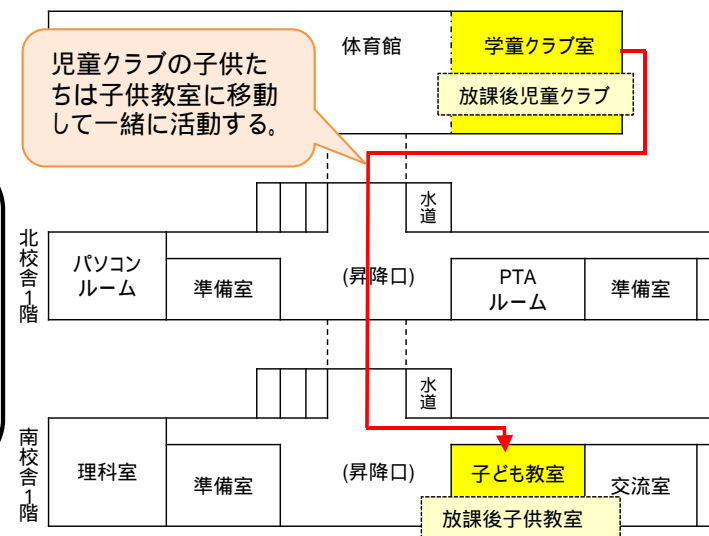 児童クラブの子供た
ちは子供教室に移動
して一緒に活動する。
体育館
学童クラブ室
放課後児童クラブ
水道
北校舎1階
パソコン
ルーム
準備室
(昇降口)
PTA
ルーム
準備室
水道
南校舎1階
理科室
準備室
(昇降口)
子ども教室
交流室
放課後子供教室